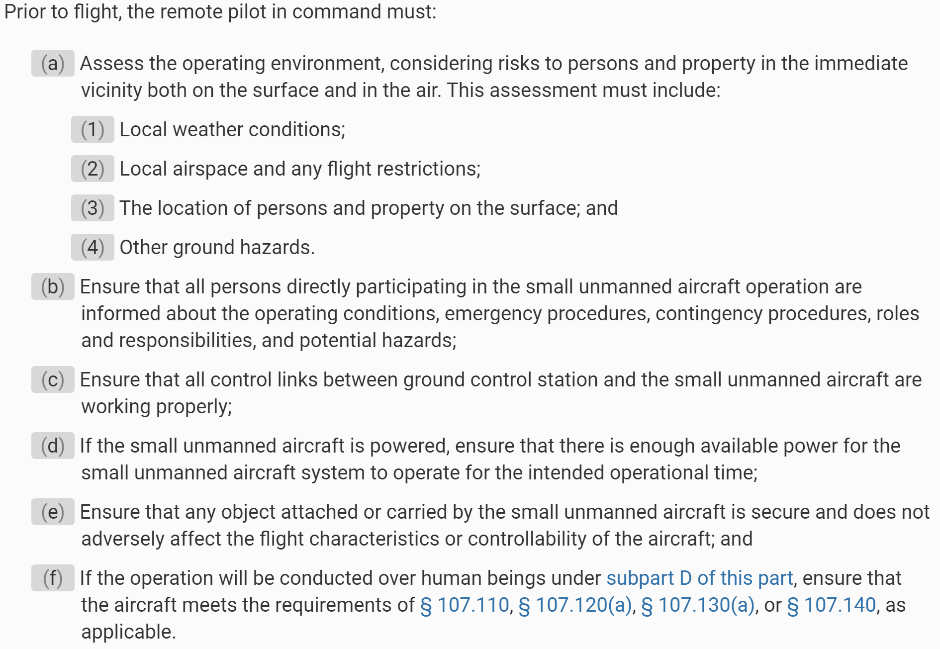 Prior to flight, the remote pilot in command must:
(a) Assess the operating environment, considering risks to persons and property in the immediate
vicinity both on the surface and in the air. This assessment must include:
(1) Local weather conditions;
(2) Local airspace and any flight restrictions;
(3) The location of persons and property on the surface; and
(4) Other ground hazards.
(b) Ensure that all persons directly participating in the small unmanned aircraft operation are
informed about the operating conditions, emergency procedures, contingency procedures, roles
and responsibilities, and potential hazards;
(c) Ensure that all control links between ground control station and the small unmanned aircraft are
working properly;
(d) If the small unmanned aircraft is powered, ensure that there is enough available power for the
small unmanned aircraft system to operate for the intended operational time;
(e) Ensure that any object attached or carried by the small unmanned aircraft is secure and does not
adversely affect the flight characteristics or controllability of the aircraft; and
(f) If the operation will be conducted over human beings under subpart D of this part, ensure that
the aircraft meets the requirements of § 107.110, § 107.120(a), § 107.130(a), or § 107.140, as
applicable.